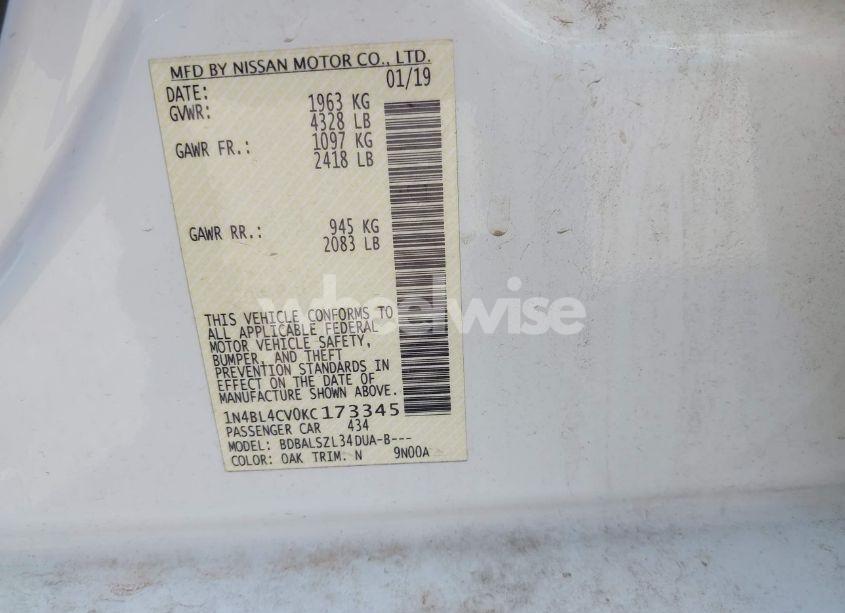 MFD BY NISSAN MOTOR CO., LTD.
DATE: 01/19
GVWR: 1963 KG
4328 LB
GAWR FR.: 1097 KG
2418 LB
GAWR RR.: 945 KG
2083 LB
wheelwise
THIS VEHICLE CONFORMS TO
ALL APPLICABLE FEDERAL
MOTOR VEHICLE SAFETY,
BUMPER, AND THEFT
PREVENTION STANDARDS IN
EFFECT ON THE DATE OF
MANUFACTURE SHOWN ABOVE.
1N4BL4CV0KC173345
PASSENGER CAR 434
MODEL: BDBALSZL34DUA-B---
COLOR: QAK TRIM. N 9N00A